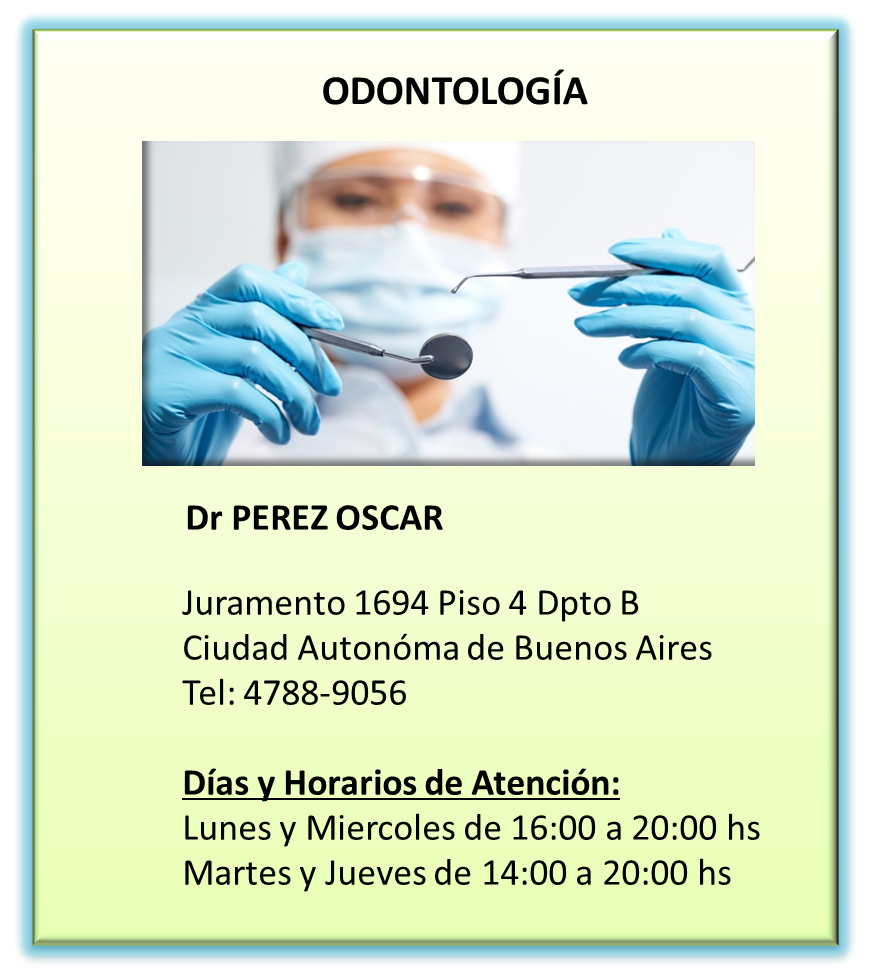 ODONTOLOGÍA
Dr PEREZ OSCAR
Juramento 1694 Piso 4 Dpto B
Ciudad Autonóma de Buenos Aires
Tel: 4788-9056
Días y Horarios de Atención:
Lunes y Miercoles de 16:00 a 20:00 hs
Martes y Jueves de 14:00 a 20:00 hs